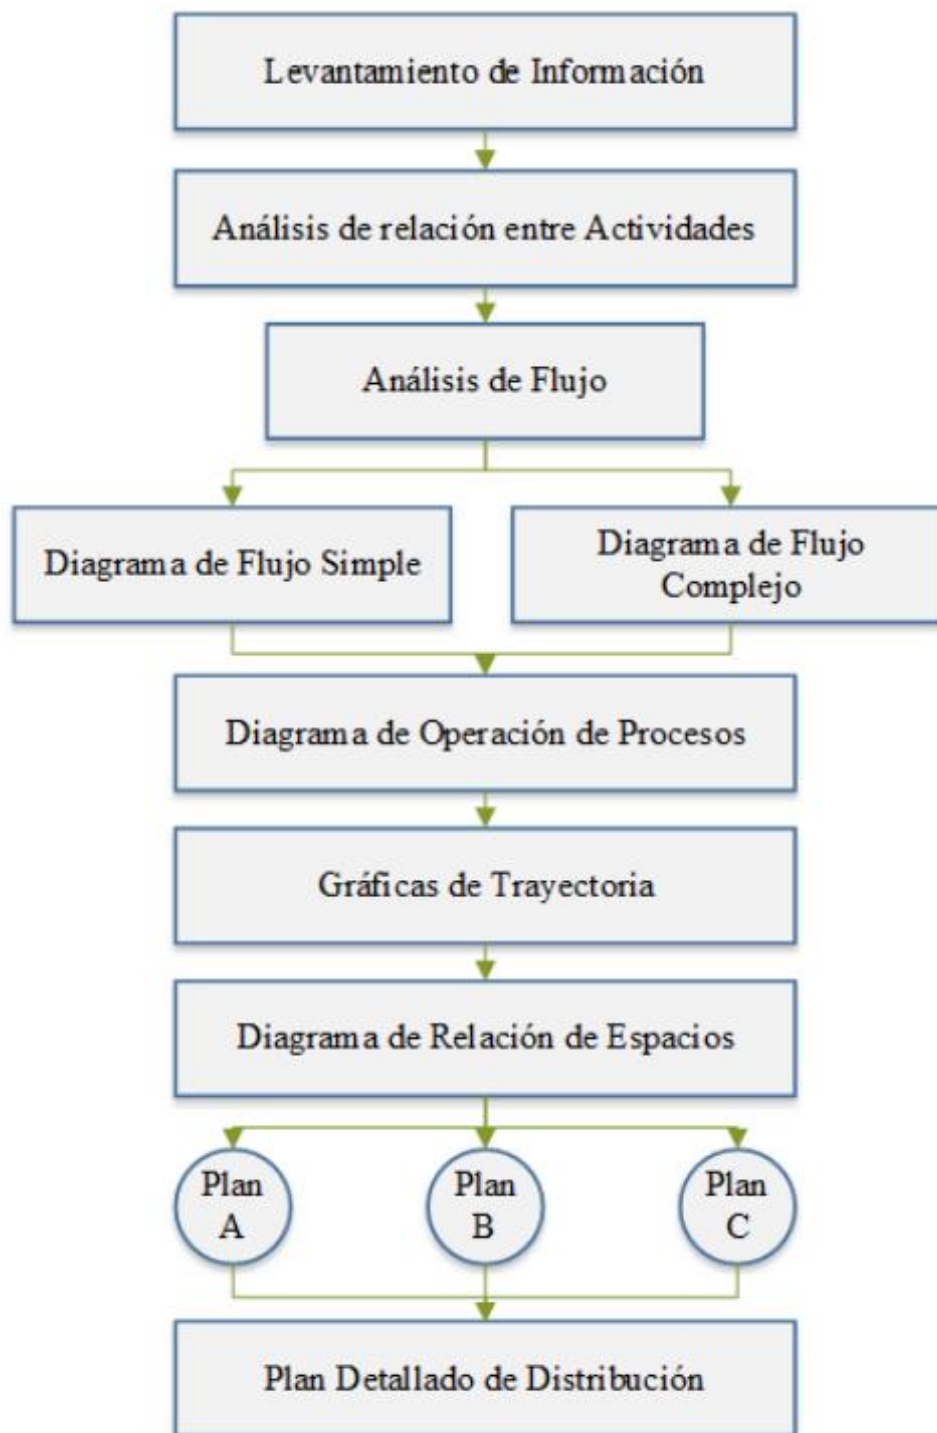 Levantamiento de Información
Análisis de relación entre Actividades
Análisis de Flujo
Diagrama de Flujo Simple
Diagrama de Flujo
Complejo
Diagrama de Operación de Procesos
Gráficas de Trayectoria
Diagrama de Relación de Espacios
Plan
A
Plan
B
Plan
C
Plan Detallado de Distribución